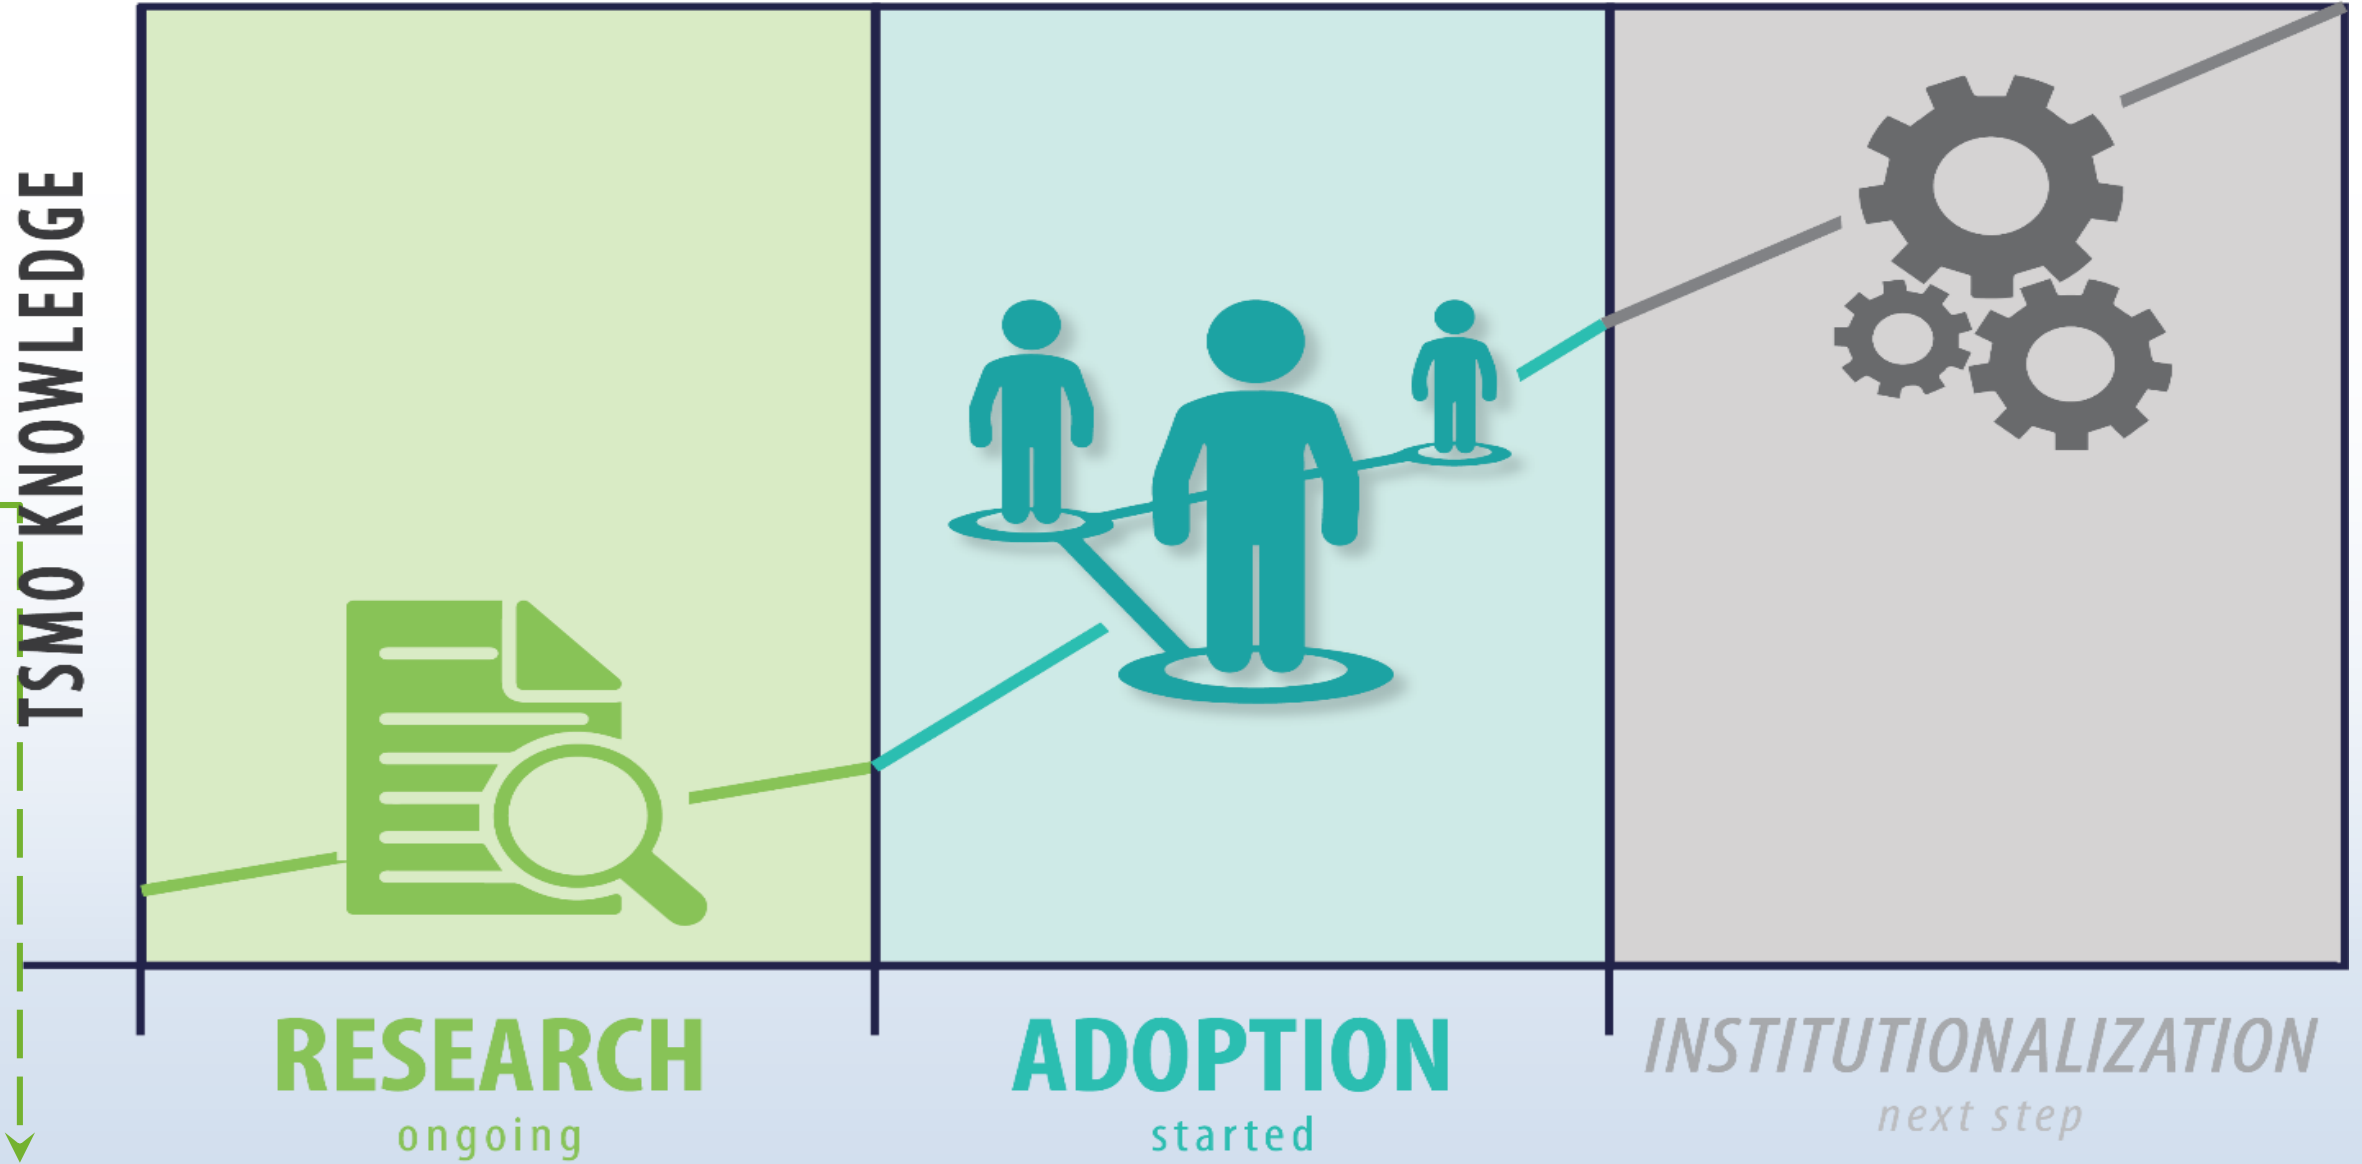 TSMO KNOWLEDGE
RESEARCH
ongoing
ADOPTION
started
INSTITUTIONALIZATION
next step